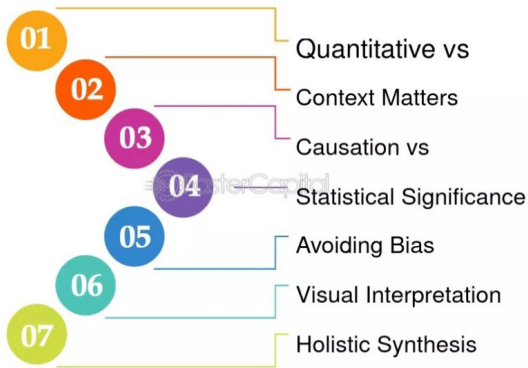 01
Quantitative vs
02
Context Matters
03
Causation vs
04
FasterCapital
Statistical Significance
05
Avoiding Bias
06
Visual Interpretation
07
Holistic Synthesis